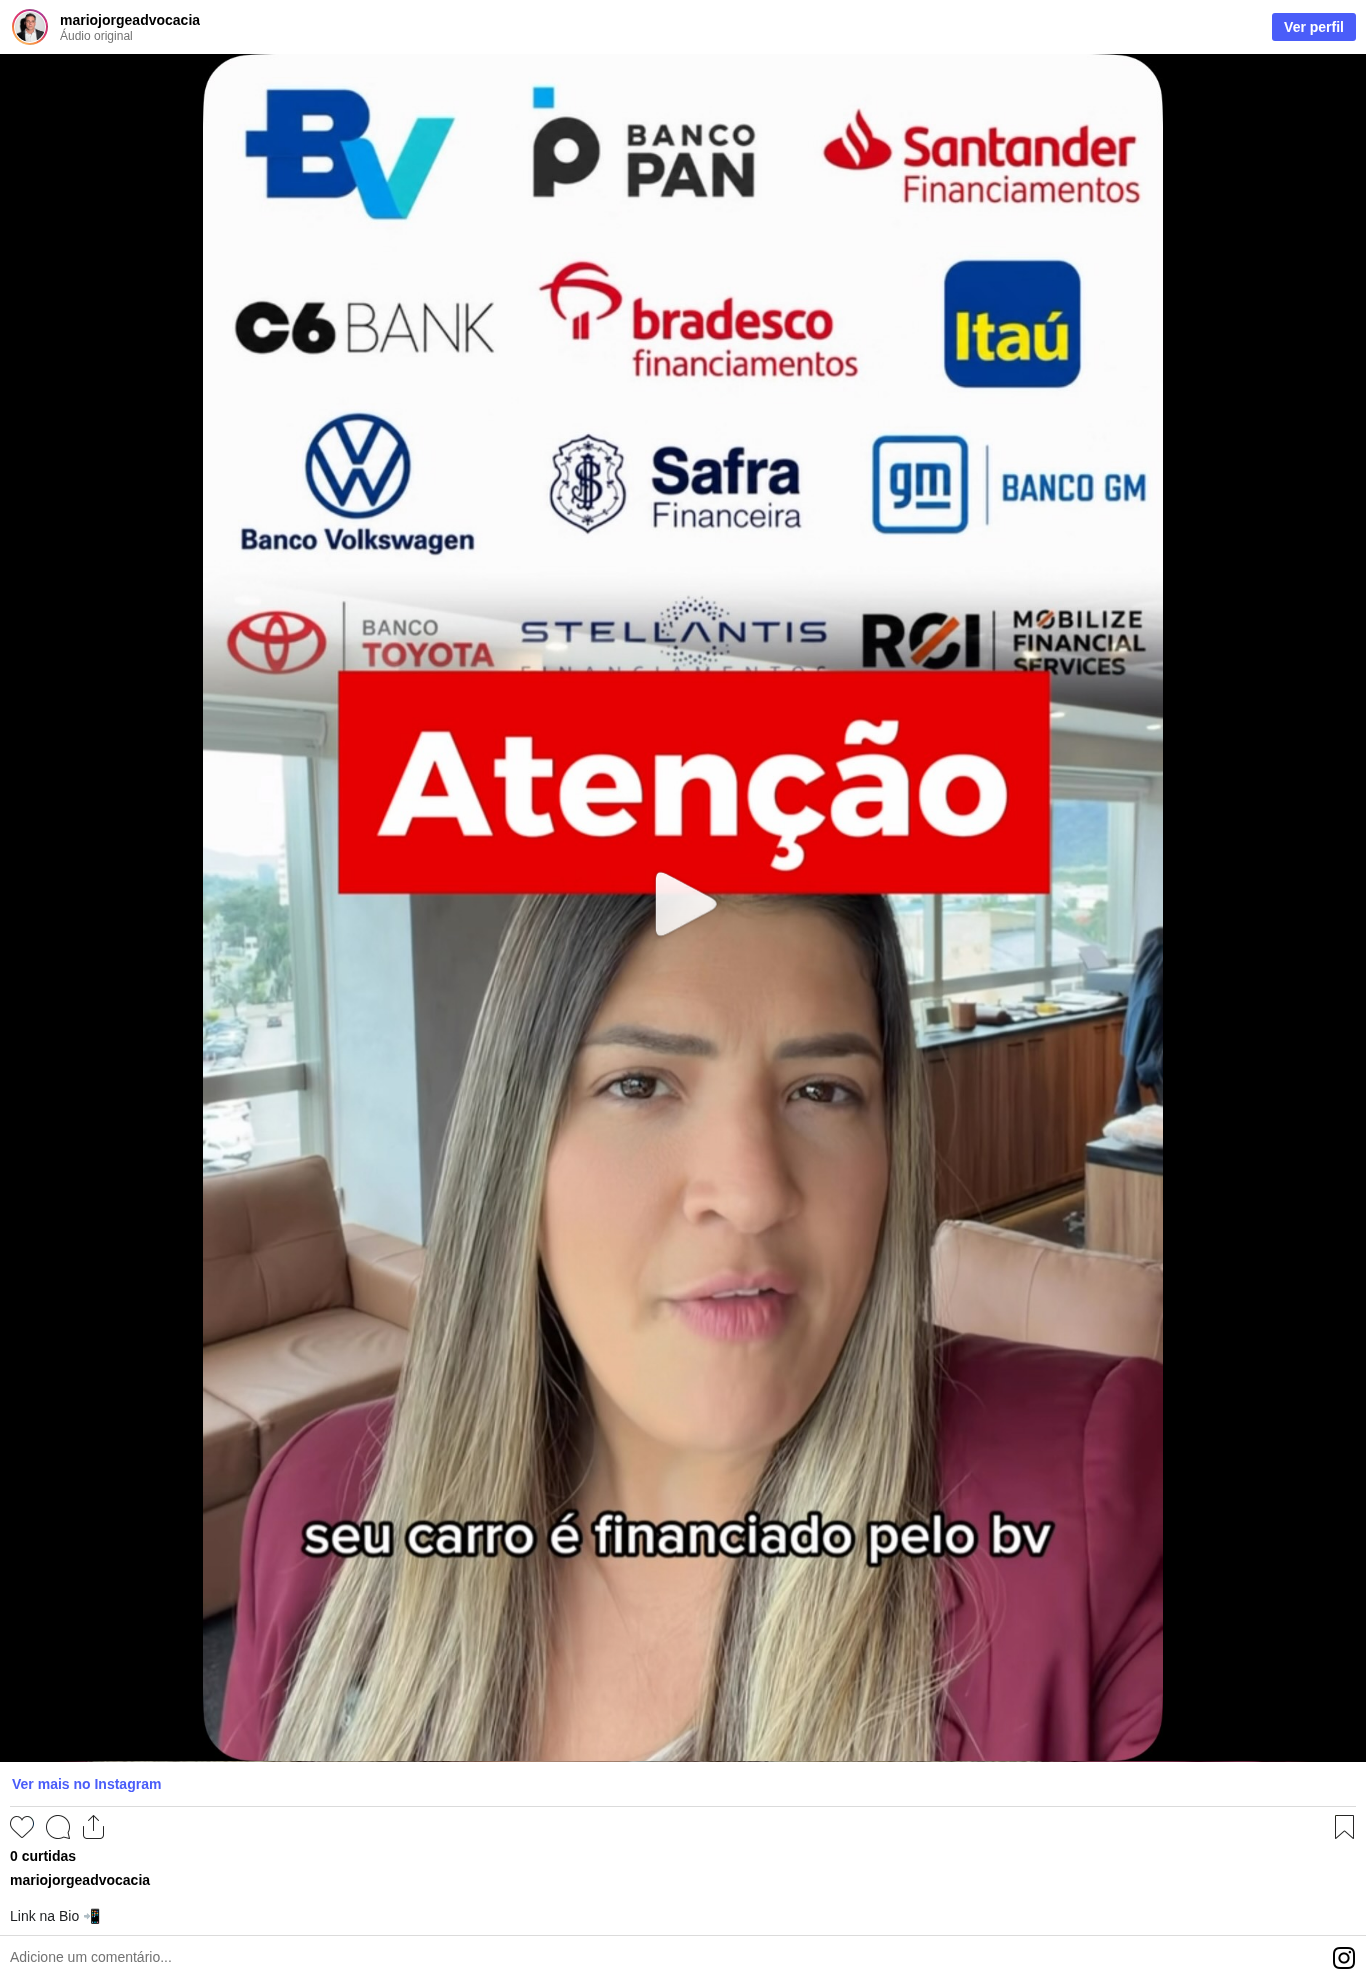 mariojorgeadvocacia
Áudio original
Ver perfil
BV
BANCO
PAN
Santander
Financiamentos
C6 BANK
bradesco
financiamentos
Itaú
Banco Volkswagen
Safra
Financeira
gm BANCO GM
BANCO
TOYOTA
STELLANTIS
FINANCIAMENTOS
RCI MOBILIZE
FINANCIAL
SERVICES
Atenção
seu carro é financiado pelo bv
Ver mais no Instagram
0 curtidas
mariojorgeadvocacia
Link na Bio 📲
Adicione um comentário...